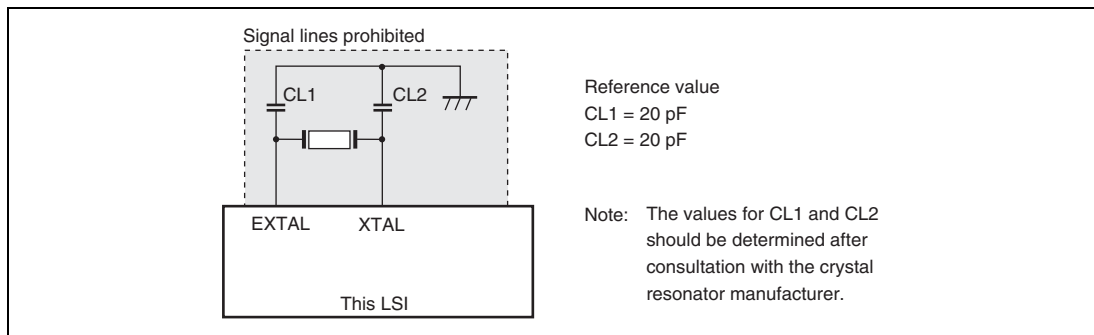 Signal lines prohibited
CL1
CL2
Reference value
CL1 = 20 pF
CL2 = 20 pF
EXTAL
XTAL
This LSI
Note: The values for CL1 and CL2
should be determined after
consultation with the crystal
resonator manufacturer.